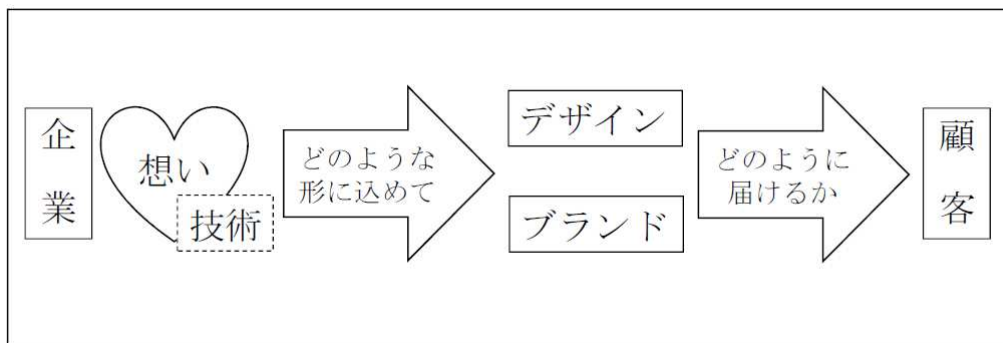 企業
想い
技術
どのような
形に込めて
デザイン
ブランド
どのように
届けるか
顧客